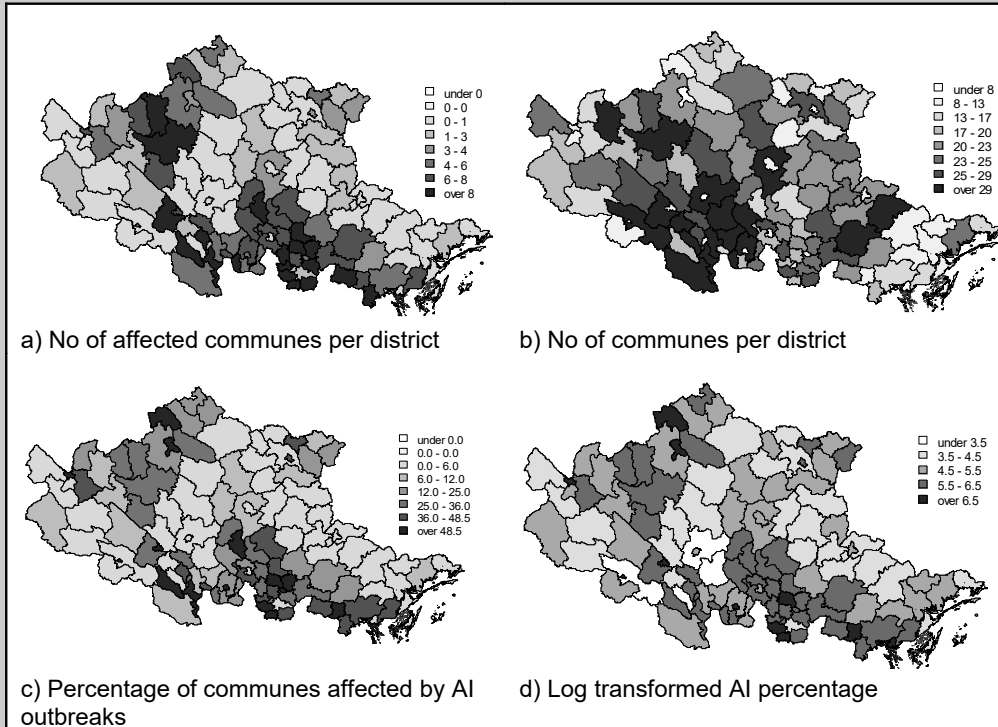 under 0
0 - 0
0 - 1
1 - 3
3 - 4
4 - 6
6 - 8
over 8
a) No of affected communes per district
under 8
8 - 13
13 - 17
17 - 20
20 - 23
23 - 25
25 - 29
over 29
b) No of communes per district
under 0.0
0.0 - 0.0
0.0 - 6.0
6.0 - 12.0
12.0 - 25.0
25.0 - 36.0
36.0 - 48.5
over 48.5
c) Percentage of communes affected by AI
outbreaks
under 3.5
3.5 - 4.5
4.5 - 5.5
5.5 - 6.5
over 6.5
d) Log transformed AI percentage